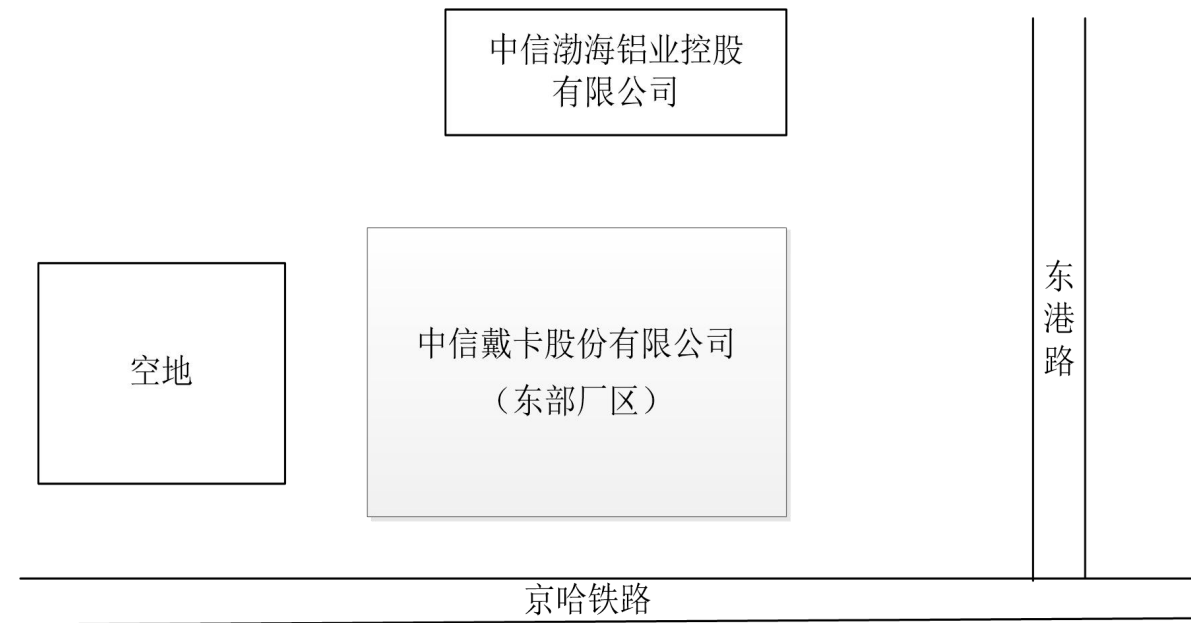 中信渤海铝业控股
有限公司
中信戴卡股份有限公司
（东部厂区）
空地
东港路
京哈铁路